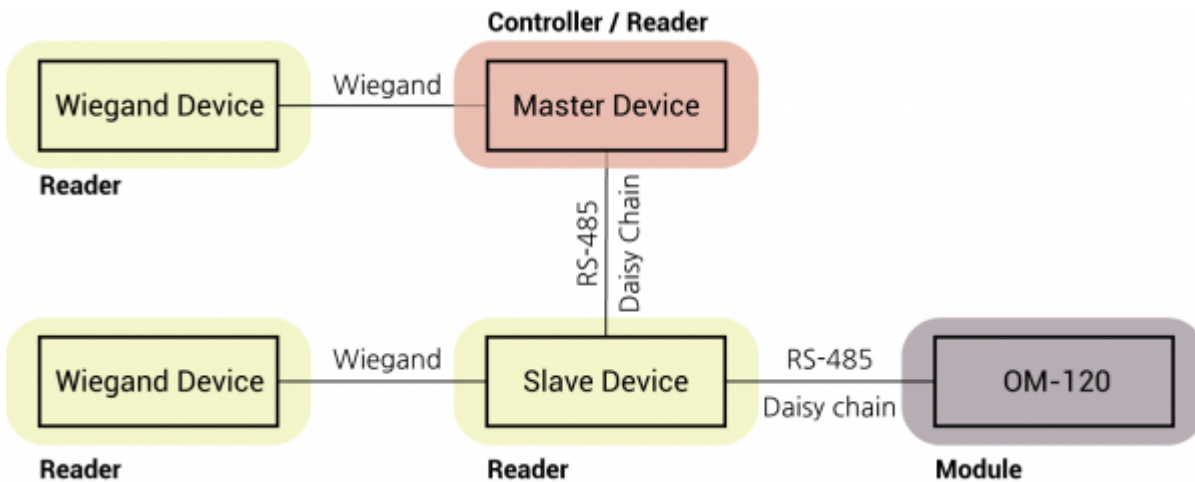 Controller / Reader
Wiegand Device
Wiegand
Master Device
Reader
RS-485
Daisy Chain
Wiegand Device
Wiegand
Slave Device
RS-485
Daisy chain
OM-120
Reader
Reader
Module